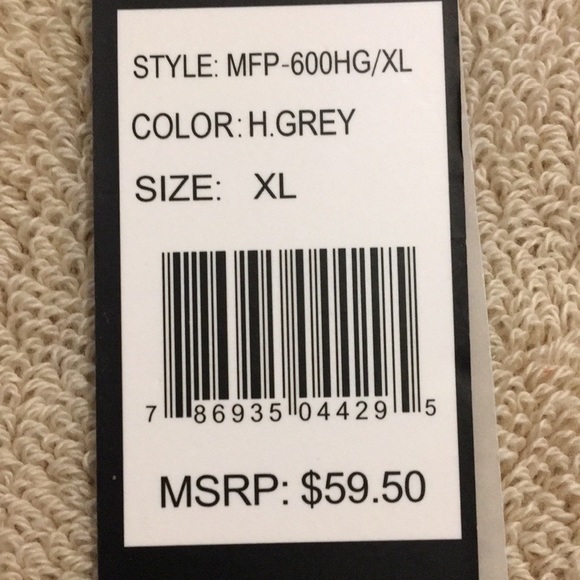 STYLE: MFP-600HG/XL
COLOR: H.GREY
SIZE: XL
7 86935 04429 5
MSRP: $59.50